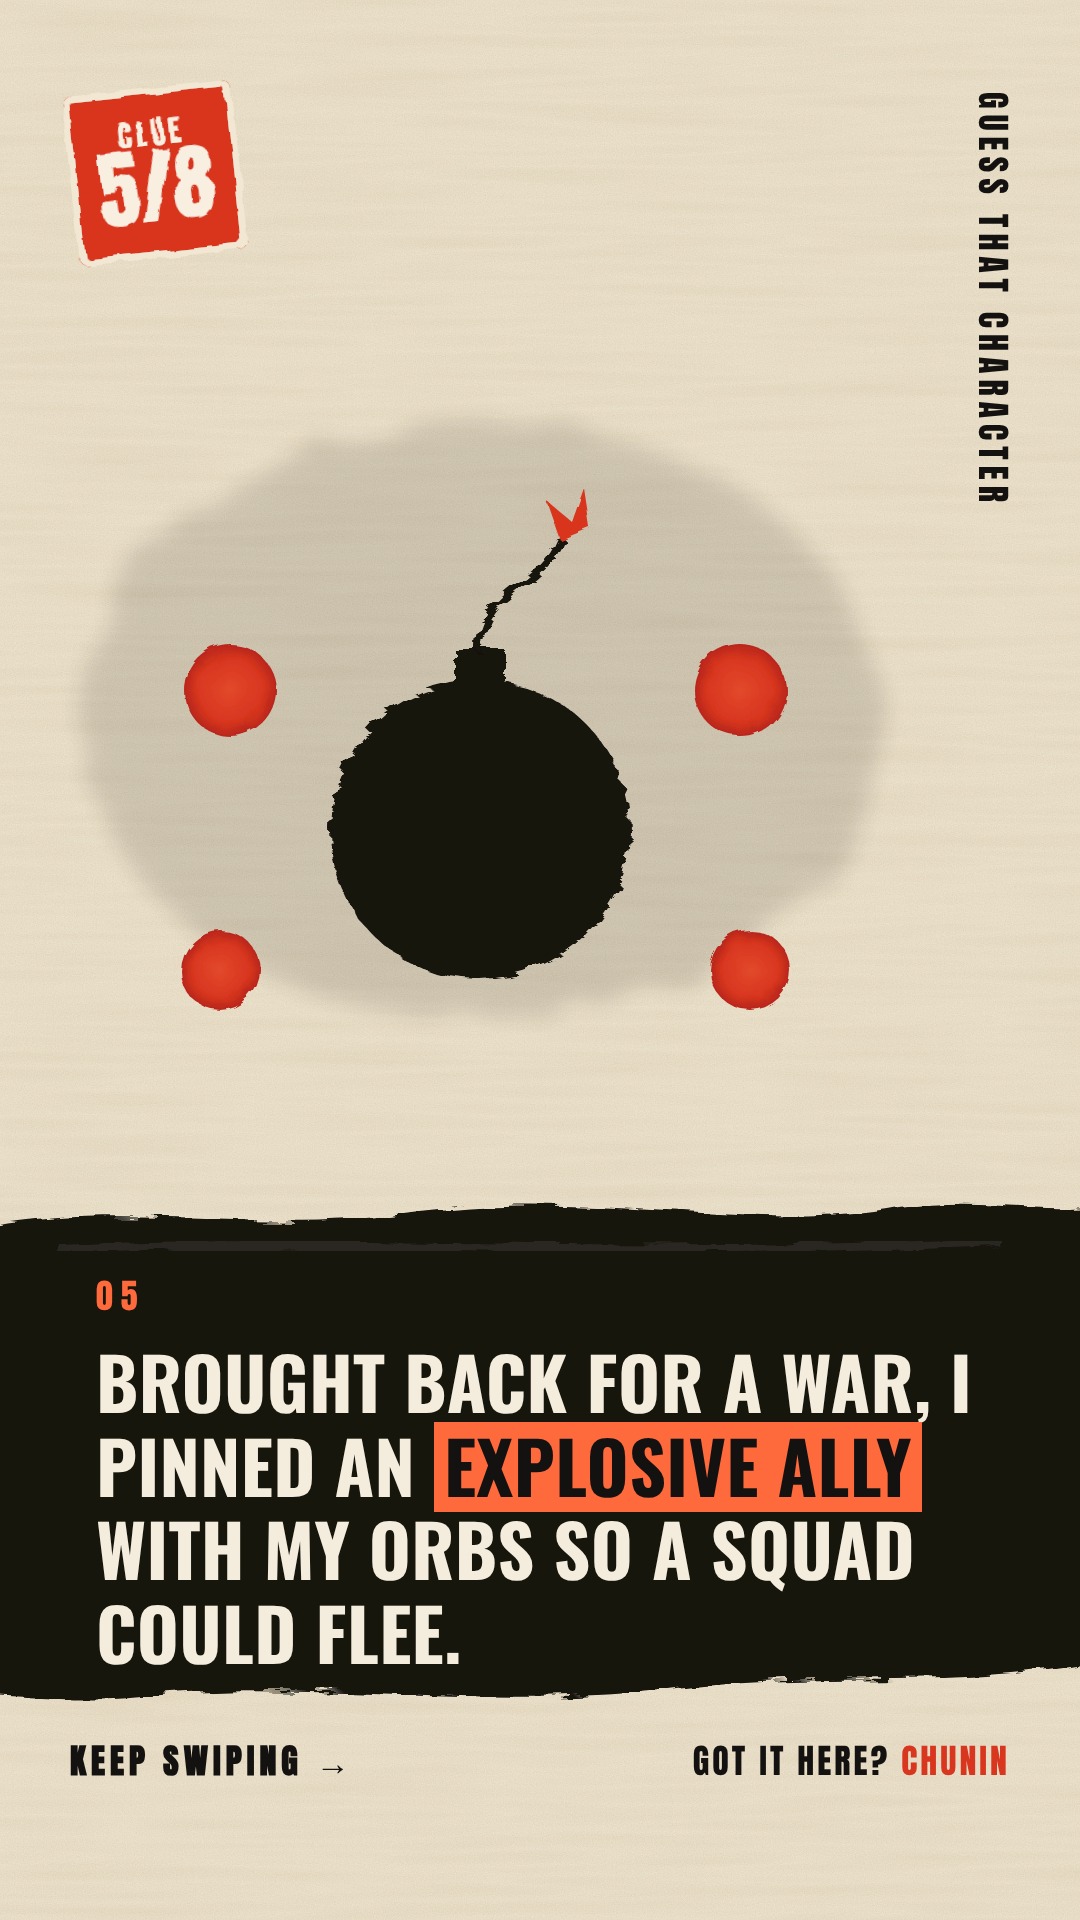 CLUE
5/8
GUESS THAT CHARACTER
05
BROUGHT BACK FOR A WAR, I
PINNED AN EXPLOSIVE ALLY
WITH MY ORBS SO A SQUAD
COULD FLEE.
KEEP SWIPING →
GOT IT HERE? CHUNIN